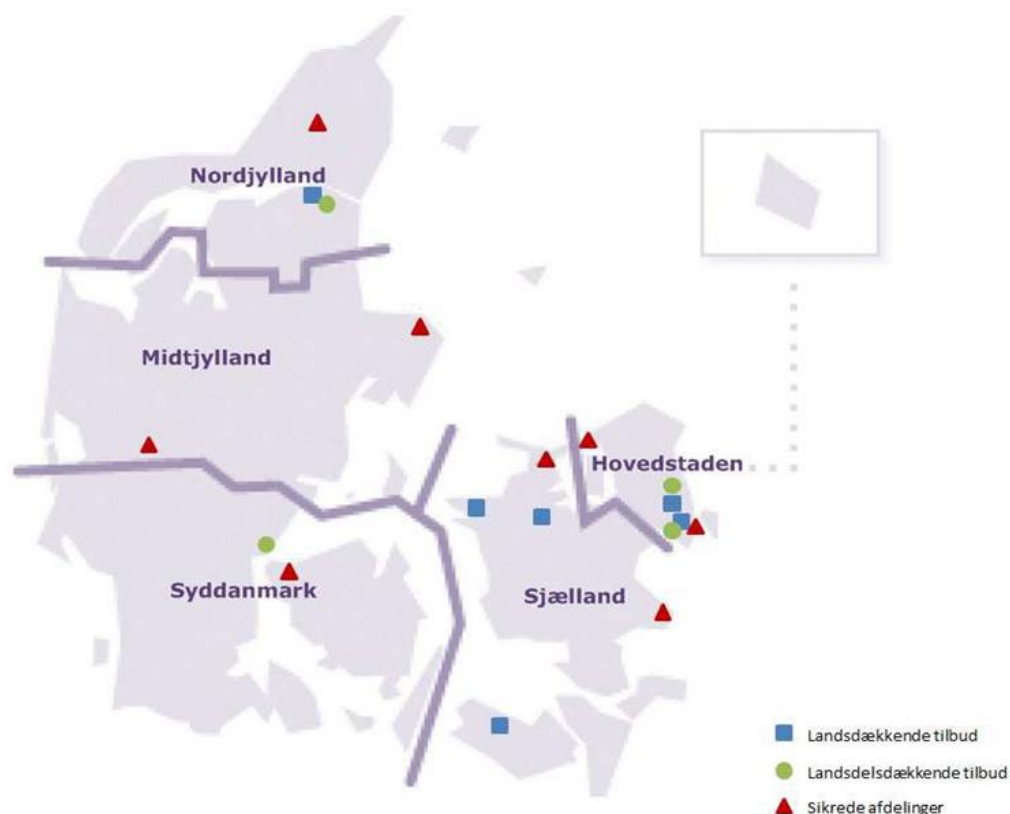 Nordjylland
Midtjylland
Hovedstaden
Syddanmark
Sjælland
Landsdækkende tilbud
Landsdelsdækkende tilbud
Sikrede afdelinger